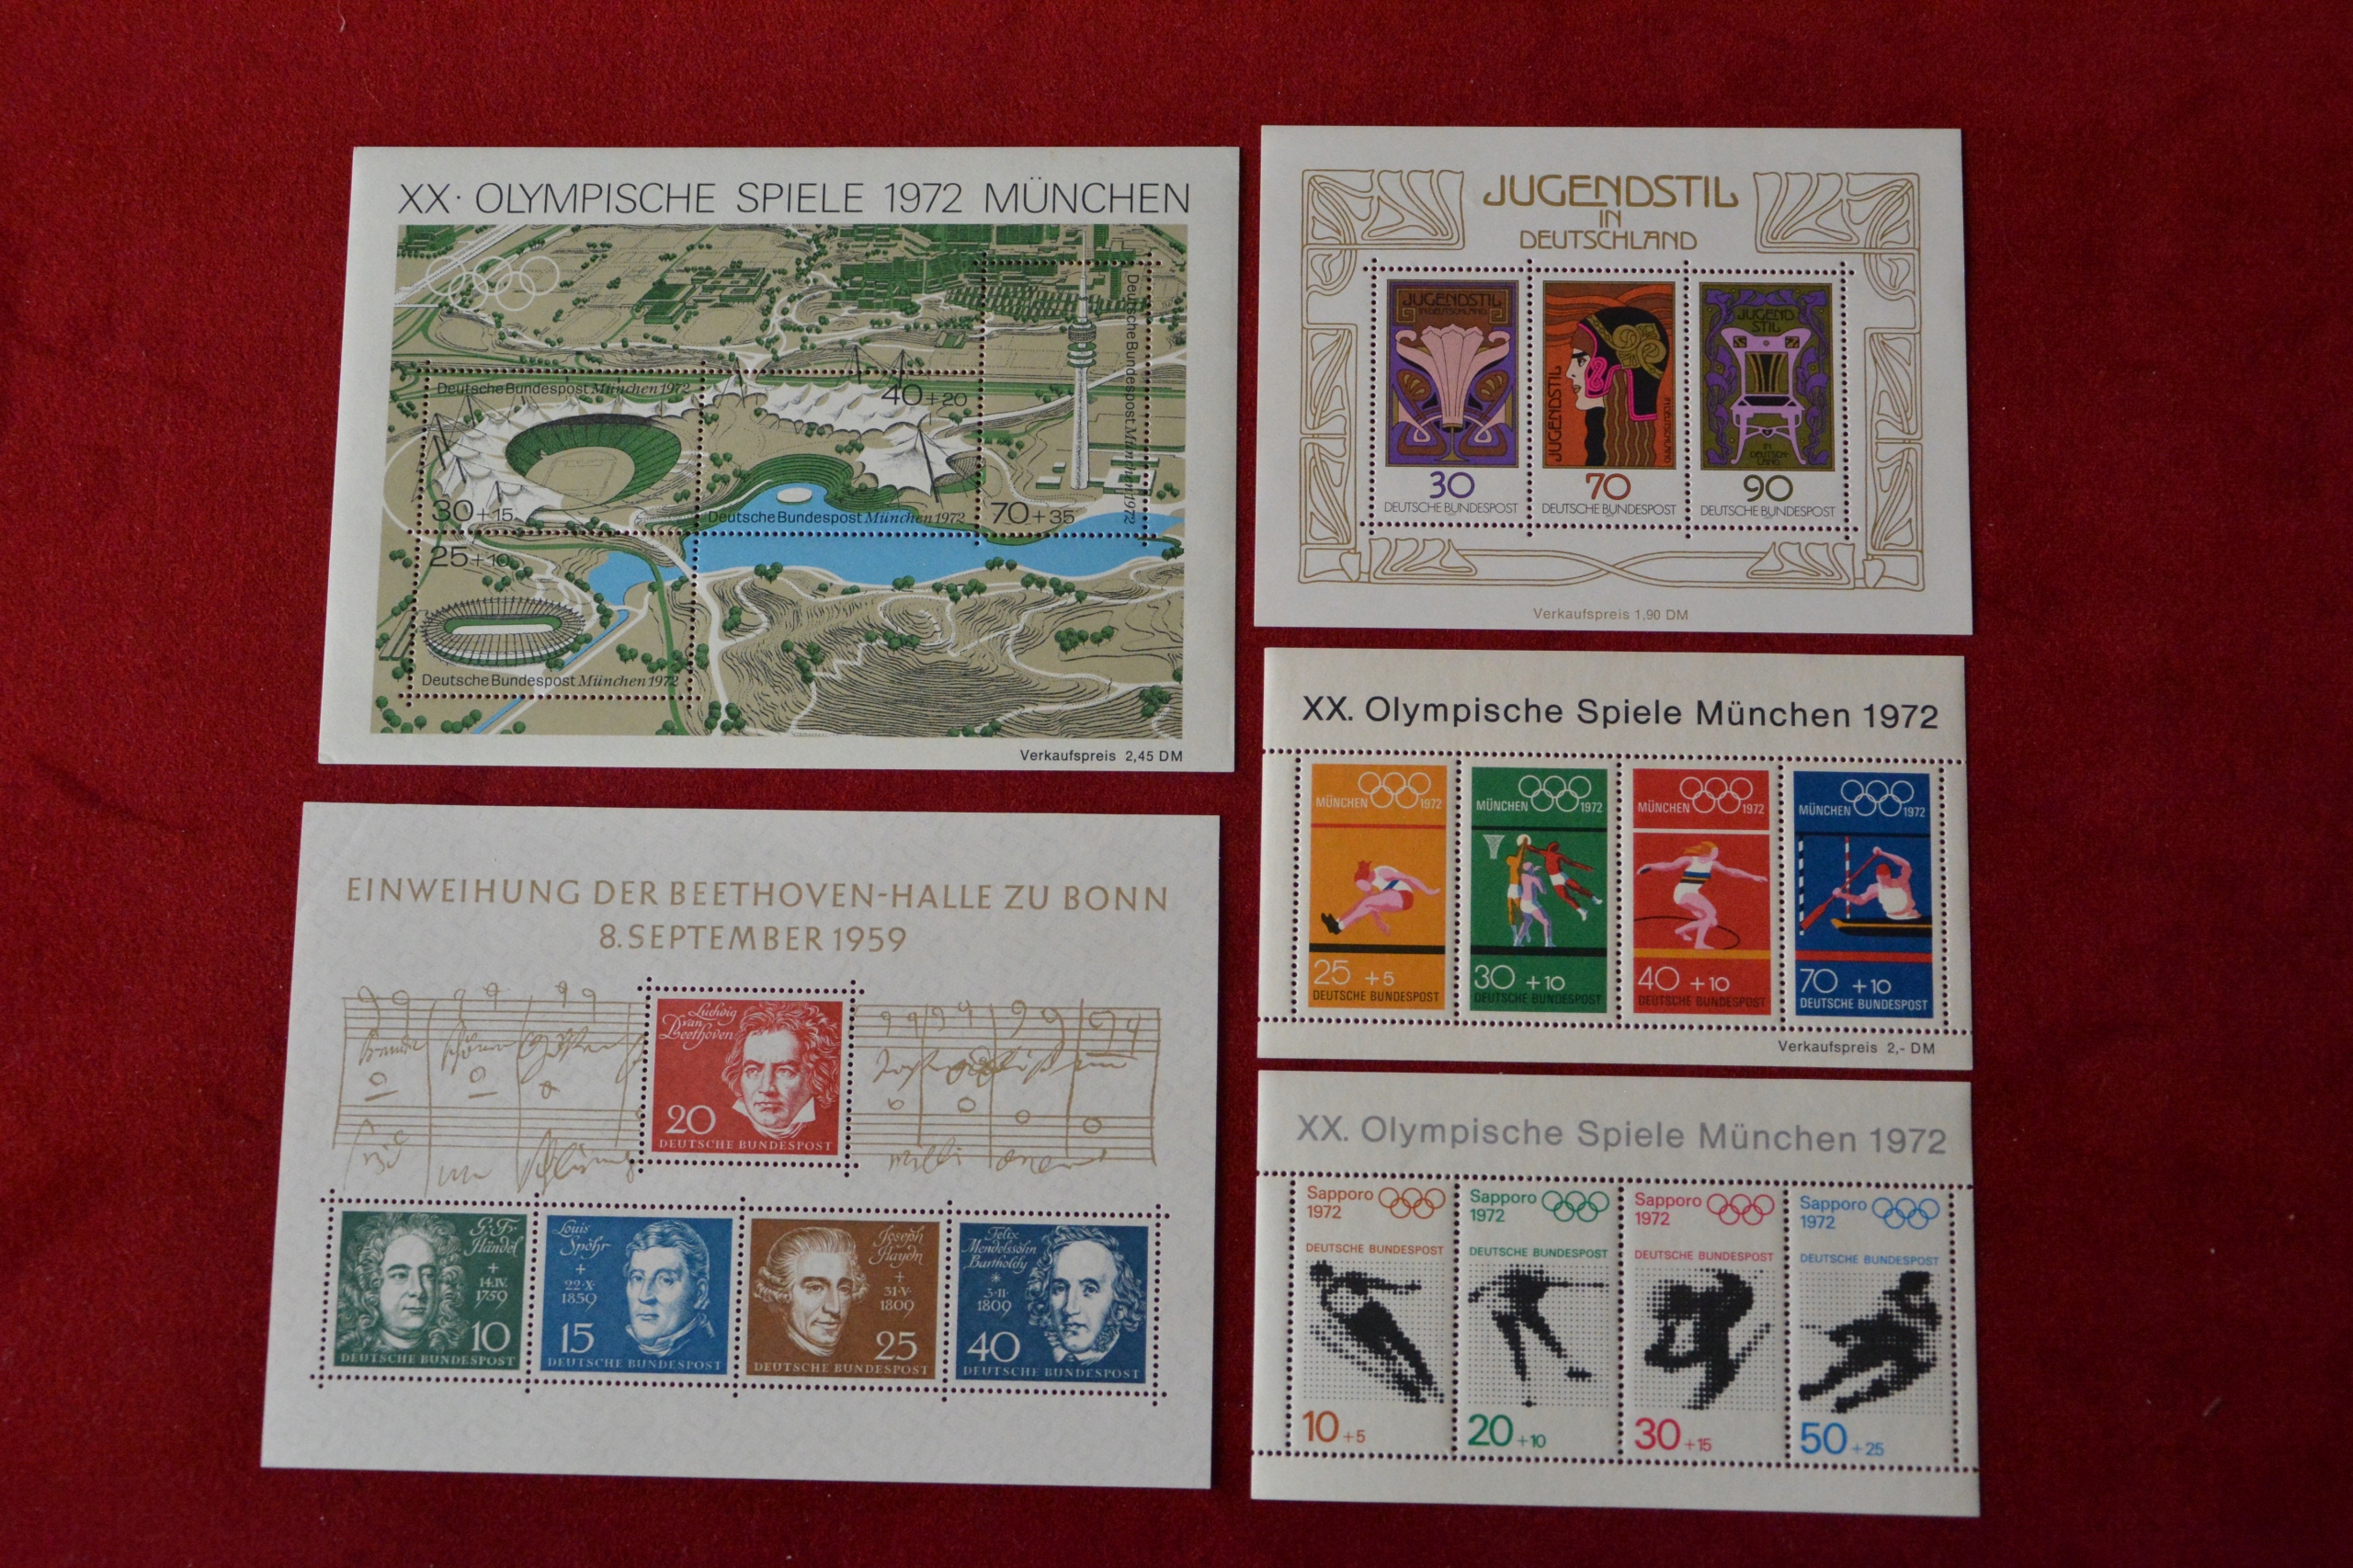 XX. OLYMPISCHE SPIELE 1972 MÜNCHEN
Deutsche Bundespost München 1972
30+15
Deutsche Bundespost München 1972
40+20
Deutsche Bundespost München 1972
70+35
25+10
Deutsche Bundespost München 1972
Verkaufspreis 2,45 DM
JUGENDSTIL
IN
DEUTSCHLAND
JUGENDSTIL
IN DEUTSCHLAND
30
DEUTSCHE BUNDESPOST
JUGENDSTIL
70
DEUTSCHE BUNDESPOST
JUGEND
STIL
IN
DEUTSCH-
LAND
90
DEUTSCHE BUNDESPOST
Verkaufspreis 1,90 DM
EINWEIHUNG DER BEETHOVEN-HALLE ZU BONN
8. SEPTEMBER 1959
Ludwig
van
Beethoven
20
DEUTSCHE BUNDESPOST
G. Fr.
Händel
+
14.IV.
1759
10
DEUTSCHE BUNDESPOST
Louis
Spohr
+
22.X.
1859
15
DEUTSCHE BUNDESPOST
Joseph
Haydn
+
31.V.
1809
25
DEUTSCHE BUNDESPOST
Felix
Mendelssohn
Bartholdy
*
3.II.
1809
40
DEUTSCHE BUNDESPOST
XX. Olympische Spiele München 1972
MÜNCHEN 1972
25 +5
DEUTSCHE BUNDESPOST
MÜNCHEN 1972
30 +10
DEUTSCHE BUNDESPOST
MÜNCHEN 1972
40 +10
DEUTSCHE BUNDESPOST
MÜNCHEN 1972
70 +10
DEUTSCHE BUNDESPOST
Verkaufspreis 2,- DM
XX. Olympische Spiele München 1972
Sapporo
1972
DEUTSCHE BUNDESPOST
10+5
Sapporo
1972
DEUTSCHE BUNDESPOST
20+10
Sapporo
1972
DEUTSCHE BUNDESPOST
30+15
Sapporo
1972
DEUTSCHE BUNDESPOST
50+25